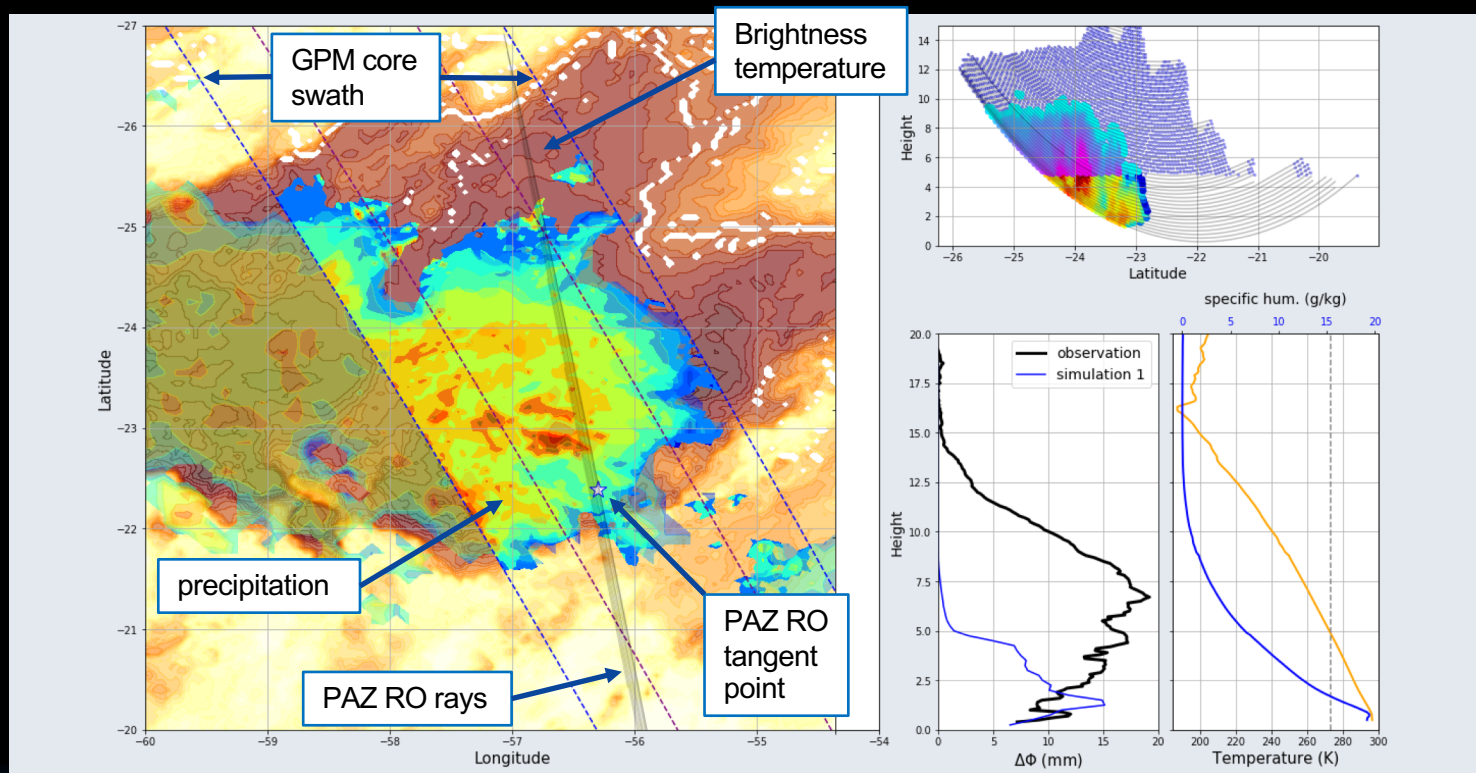 GPM core
swath
Brightness
temperature
precipitation
PAZ RO rays
PAZ RO
tangent
point
−27
−26
−25
−24
−23
−22
−21
−20
Latitude
−60
−59
−58
−57
−56
−55
−54
Longitude
14
12
10
8
6
4
2
0
Height
−26
−25
−24
−23
−22
−21
−20
Latitude
20.0
17.5
15.0
12.5
10.0
7.5
5.0
2.5
0.0
Height
observation
simulation 1
0
5
10
15
20
ΔΦ (mm)
specific hum. (g/kg)
0
5
10
15
20
200
220
240
260
280
300
Temperature (K)